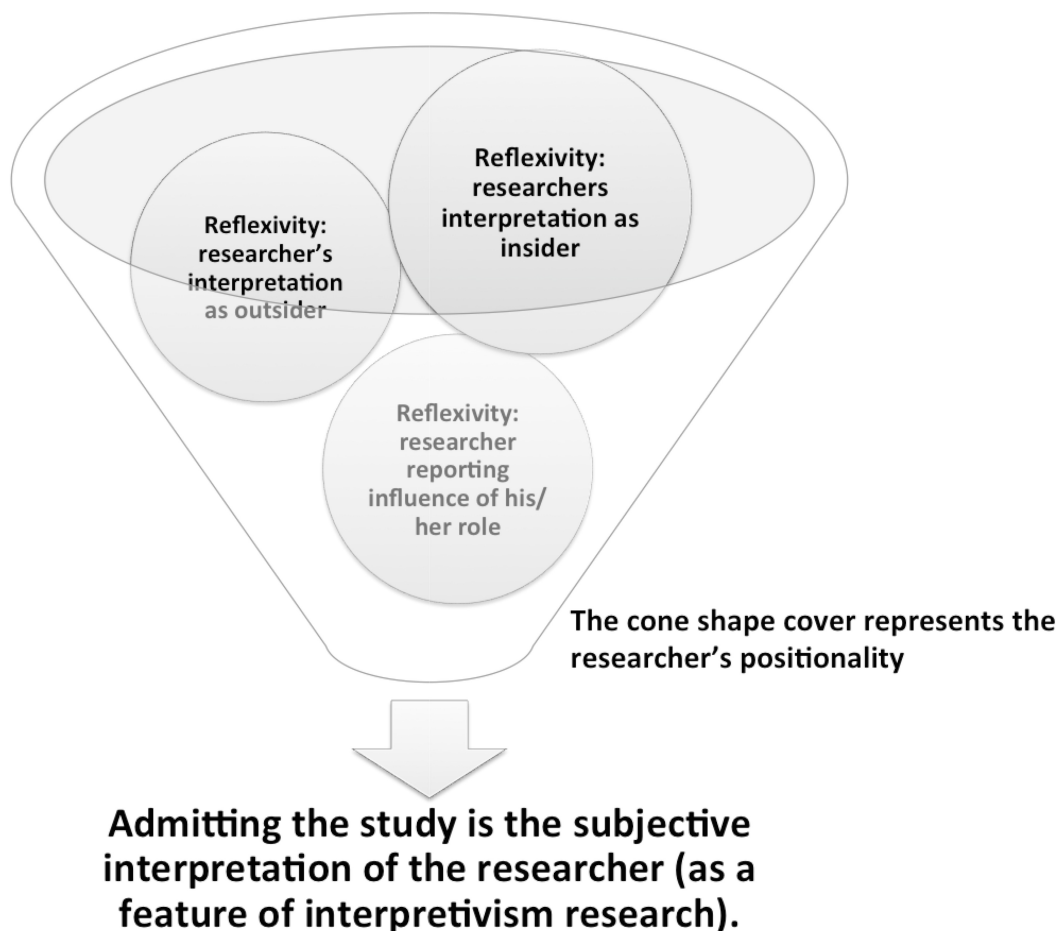 Reflexivity:
researcher's
interpretation
as outsider
Reflexivity:
researchers
interpretation as
insider
Reflexivity:
researcher
reporting
influence of his/
her role
The cone shape cover represents the
researcher’s positionality
Admitting the study is the subjective
interpretation of the researcher (as a
feature of interpretivism research).